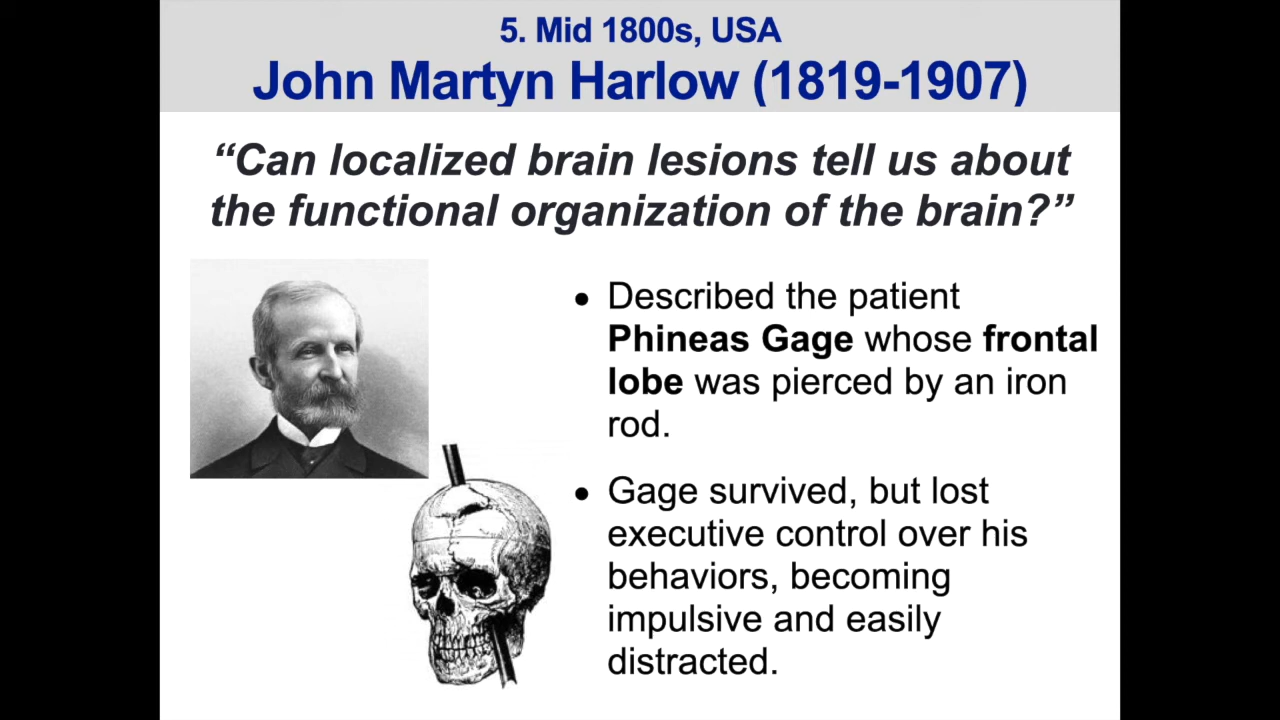 5. Mid 1800s, USA
John Martyn Harlow (1819-1907)
“Can localized brain lesions tell us about
the functional organization of the brain?”
• Described the patient
Phineas Gage whose frontal
lobe was pierced by an iron
rod.
• Gage survived, but lost
executive control over his
behaviors, becoming
impulsive and easily
distracted.